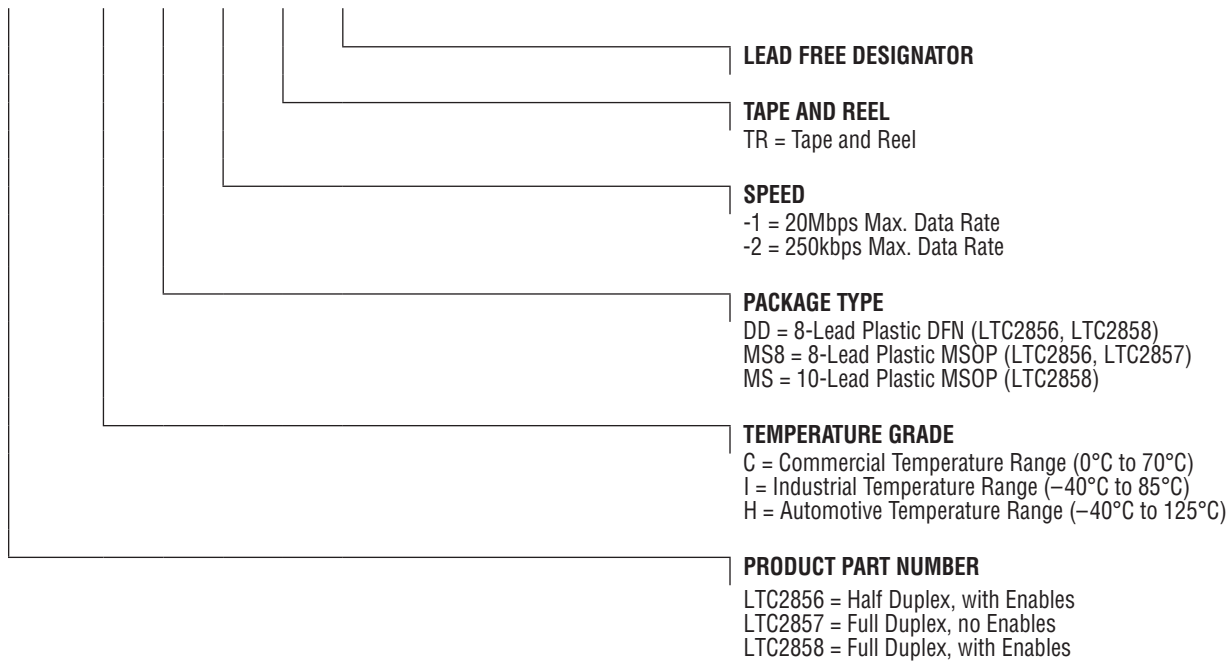 LEAD FREE DESIGNATOR
TAPE AND REEL
TR = Tape and Reel
SPEED
-1 = 20Mbps Max. Data Rate
-2 = 250kbps Max. Data Rate
PACKAGE TYPE
DD = 8-Lead Plastic DFN (LTC2856, LTC2858)
MS8 = 8-Lead Plastic MSOP (LTC2856, LTC2857)
MS = 10-Lead Plastic MSOP (LTC2858)
TEMPERATURE GRADE
C = Commercial Temperature Range (0°C to 70°C)
I = Industrial Temperature Range (–40°C to 85°C)
H = Automotive Temperature Range (–40°C to 125°C)
PRODUCT PART NUMBER
LTC2856 = Half Duplex, with Enables
LTC2857 = Full Duplex, no Enables
LTC2858 = Full Duplex, with Enables